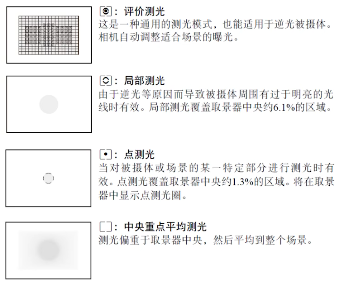 ：评价测光
这是一种通用的测光模式，也能适用于逆光被摄体。
相机自动调整适合场景的曝光。
：局部测光
由于逆光等原因而导致被摄体周围有过于明亮的光
线时有效。局部测光覆盖取景器中央约6.1%的区域。
：点测光
当对被摄体或场景的某一特定部分进行测光时有
效。点测光覆盖取景器中央约1.3%的区域。将在取景
器中显示点测光圈。
：中央重点平均测光
测光偏重于取景器中央，然后平均到整个场景。